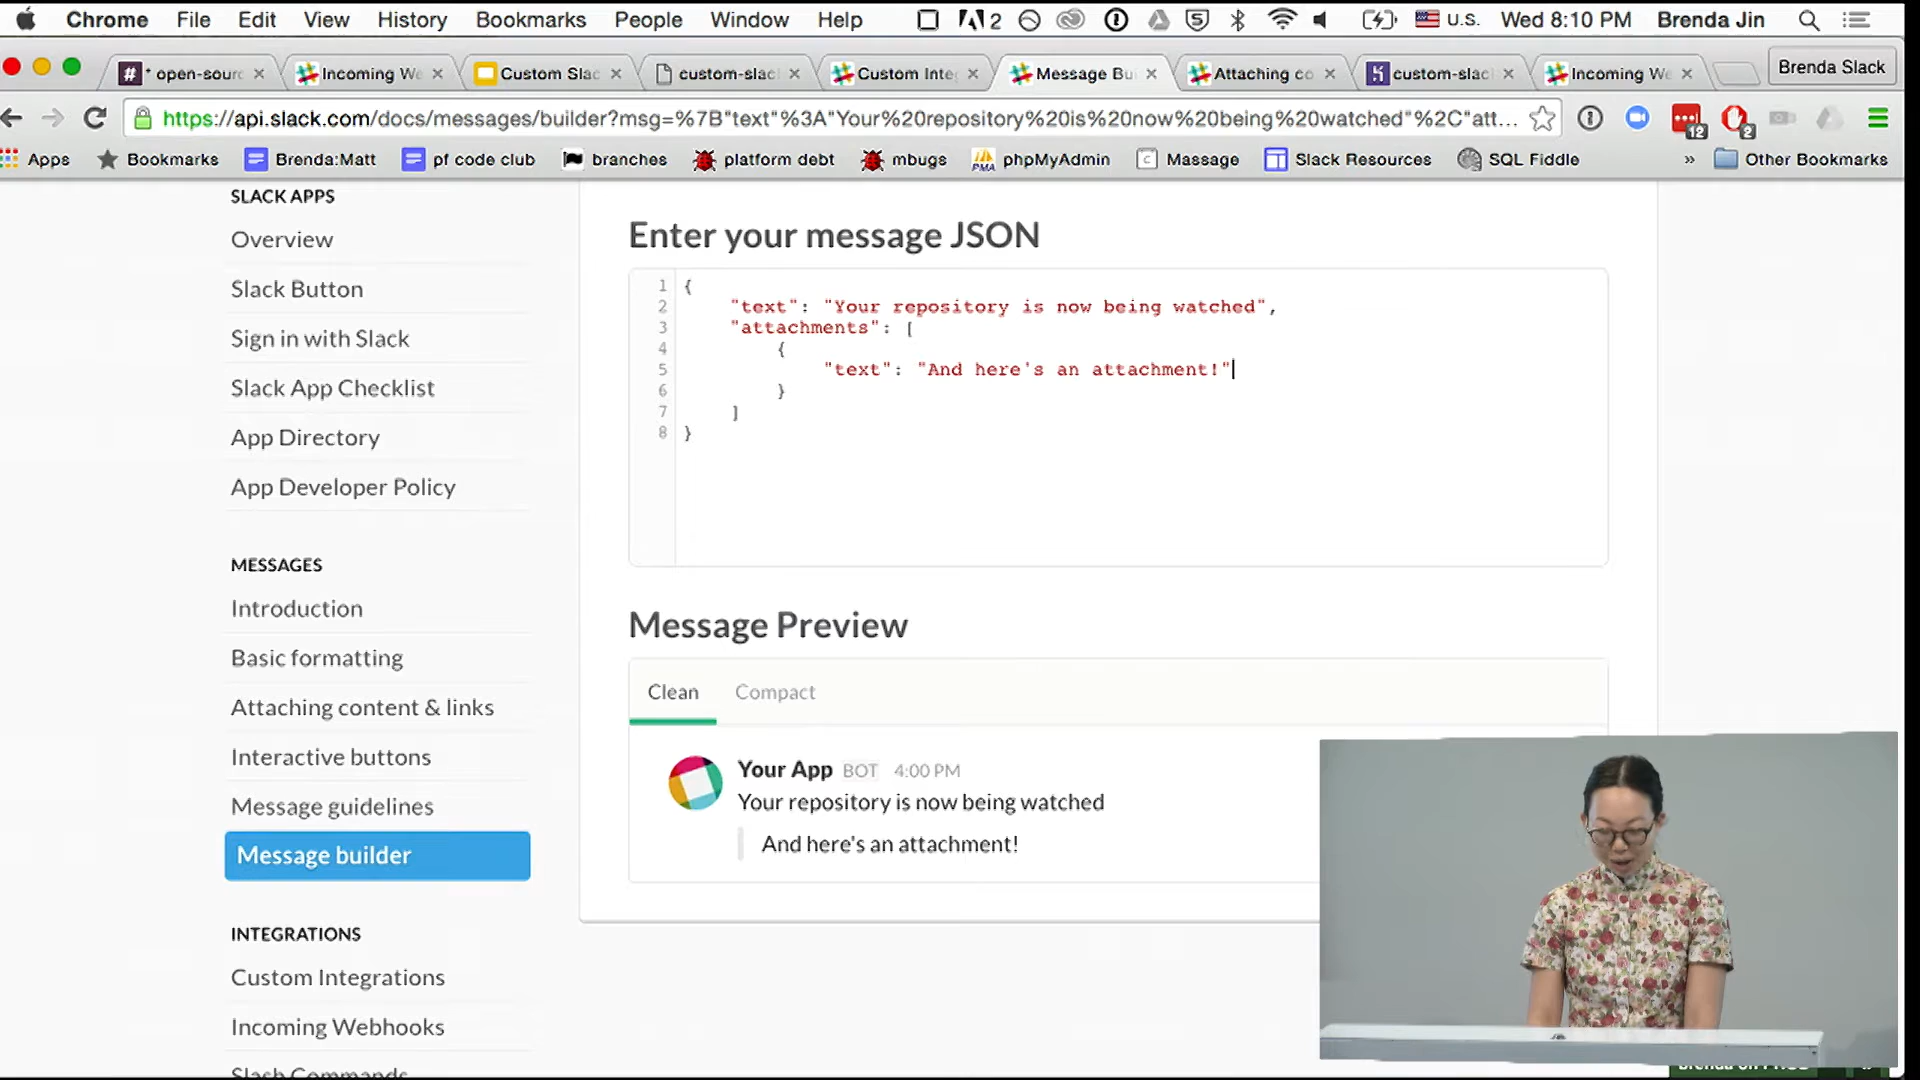 Chrome File Edit View History Bookmarks People Window Help 2 U.S. Wed 8:10 PM Brenda Jin
# * open-sourc Incoming We Custom Slac custom-slac Custom Inte Message Bu Attaching co custom-slac Incoming We Brenda Slack
https://api.slack.com/docs/messages/builder?msg=%7B"text"%3A"Your%20repository%20is%20now%20being%20watched"%2C"att... 12 2
Apps Bookmarks Brenda:Matt pf code club branches platform debt mbugs phpMyAdmin Massage Slack Resources SQL Fiddle » Other Bookmarks
SLACK APPS
Overview
Slack Button
Sign in with Slack
Slack App Checklist
App Directory
App Developer Policy
MESSAGES
Introduction
Basic formatting
Attaching content & links
Interactive buttons
Message guidelines
Message builder
INTEGRATIONS
Custom Integrations
Incoming Webhooks
Slash Commands
Enter your message JSON
1 {
2 "text": "Your repository is now being watched",
3 "attachments": [
4 {
5 "text": "And here's an attachment!"
6 }
7 ]
8 }
Message Preview
Clean Compact
Your App BOT 4:00 PM
Your repository is now being watched
And here's an attachment!